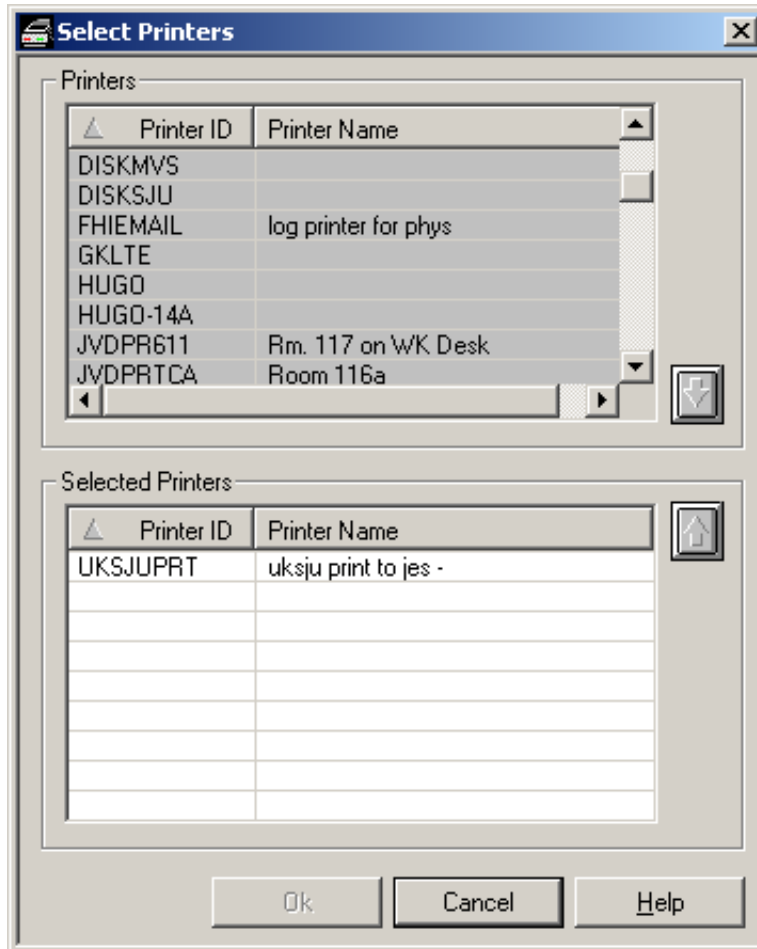 Select Printers
Printers
Printer ID Printer Name
DISKMVS
DISKSJU
FHIEMAIL log printer for phys
GKLTE
HUGO
HUGO-14A
JVDPR611 Rm. 117 on WK Desk
JVDPRTCA Room 116a
Selected Printers
Printer ID Printer Name
UKSJUPRT uksju print to jes -
Ok Cancel Help